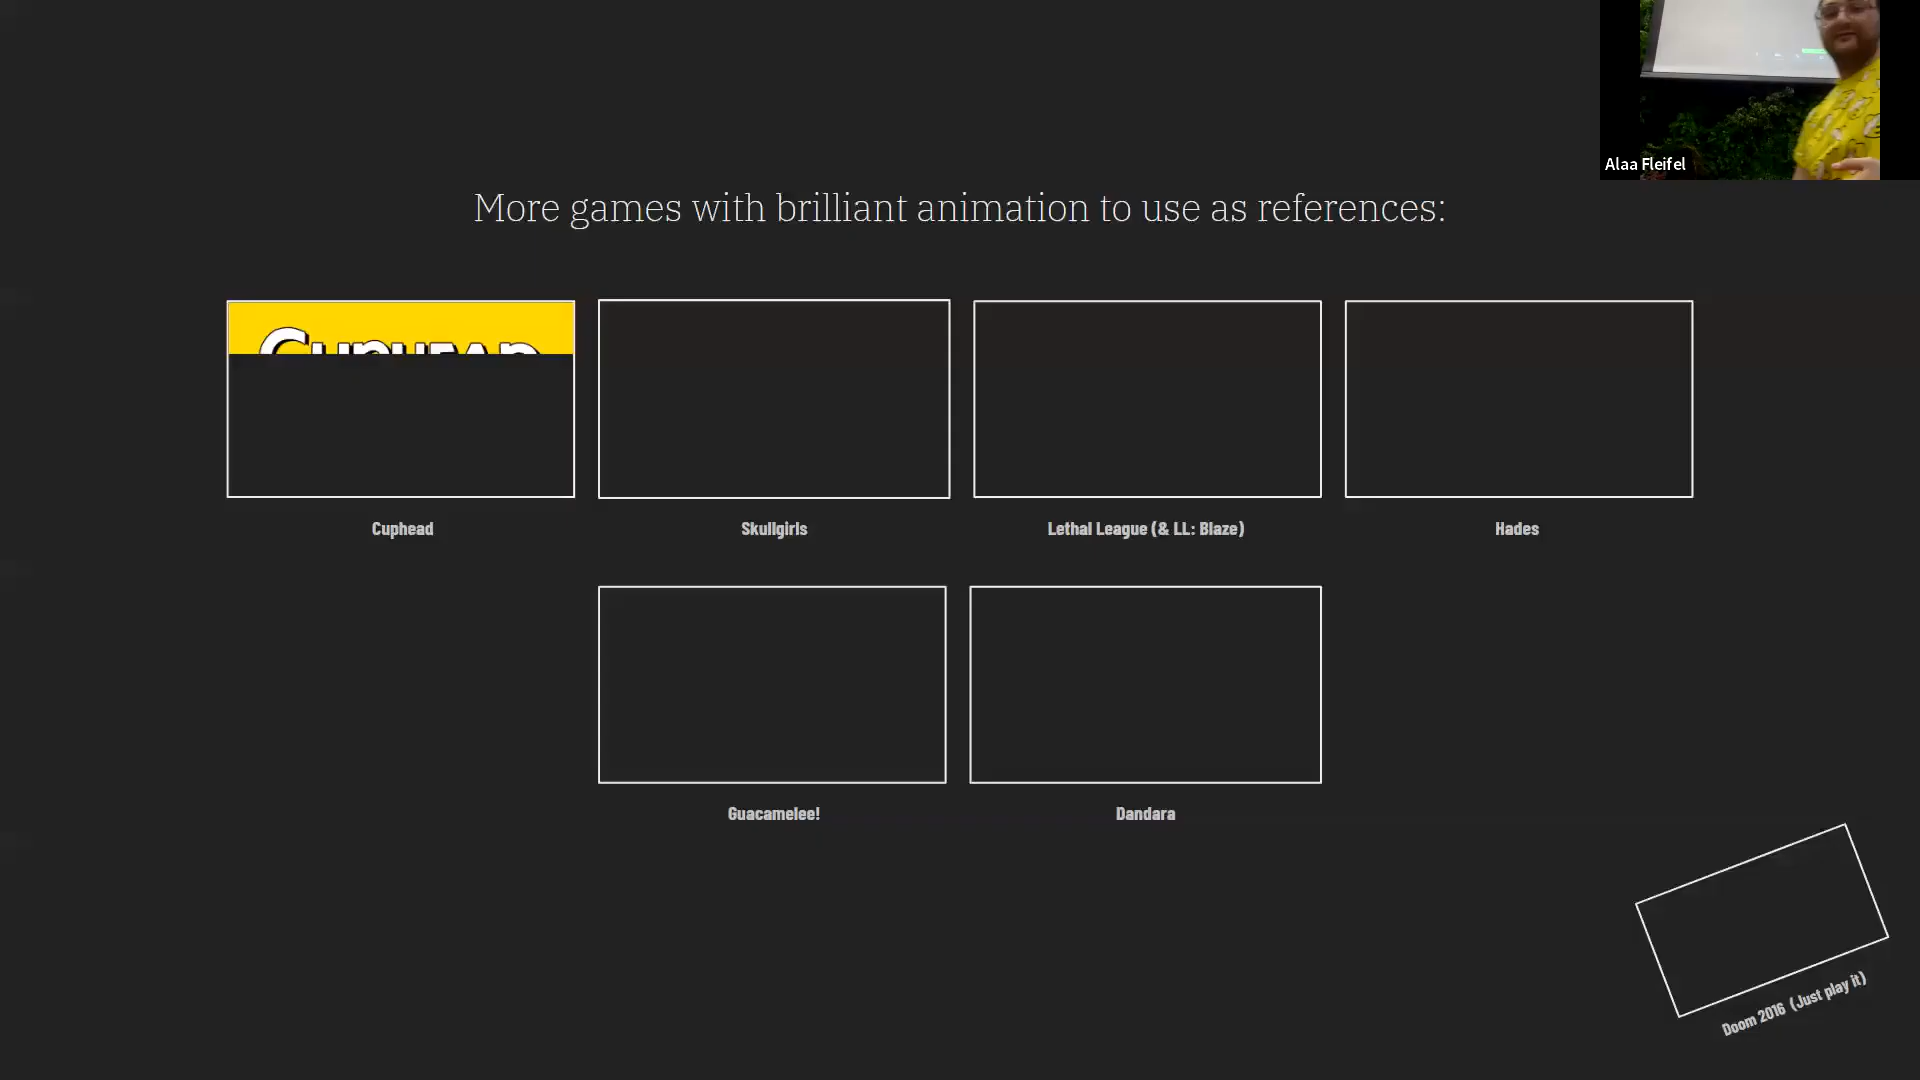 Alaa Fleifel
More games with brilliant animation to use as references:
CUPHEAD
Cuphead
Skullgirls
Lethal League (& LL: Blaze)
Hades
Guacamelee!
Dandara
Doom 2016 (Just play it)